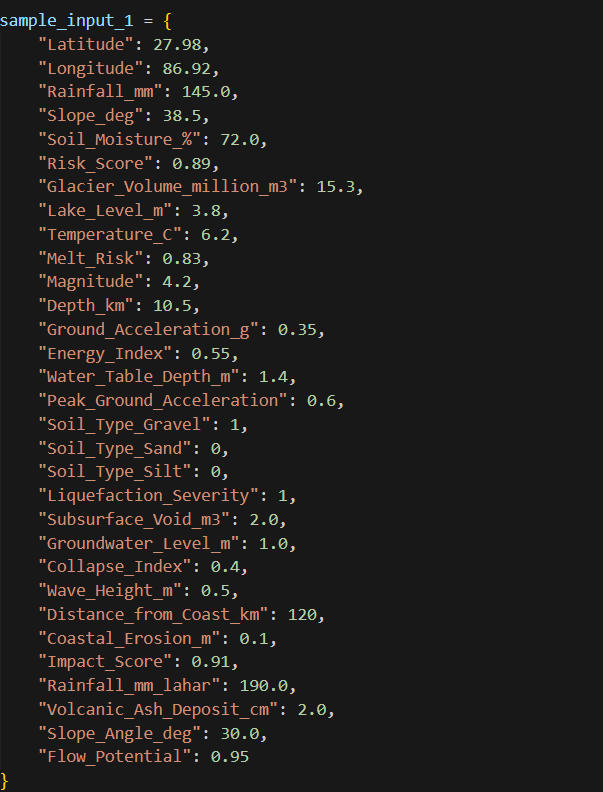 sample_input_1 = {
    "Latitude": 27.98,
    "Longitude": 86.92,
    "Rainfall_mm": 145.0,
    "Slope_deg": 38.5,
    "Soil_Moisture_%": 72.0,
    "Risk_Score": 0.89,
    "Glacier_Volume_million_m3": 15.3,
    "Lake_Level_m": 3.8,
    "Temperature_C": 6.2,
    "Melt_Risk": 0.83,
    "Magnitude": 4.2,
    "Depth_km": 10.5,
    "Ground_Acceleration_g": 0.35,
    "Energy_Index": 0.55,
    "Water_Table_Depth_m": 1.4,
    "Peak_Ground_Acceleration": 0.6,
    "Soil_Type_Gravel": 1,
    "Soil_Type_Sand": 0,
    "Soil_Type_Silt": 0,
    "Liquefaction_Severity": 1,
    "Subsurface_Void_m3": 2.0,
    "Groundwater_Level_m": 1.0,
    "Collapse_Index": 0.4,
    "Wave_Height_m": 0.5,
    "Distance_from_Coast_km": 120,
    "Coastal_Erosion_m": 0.1,
    "Impact_Score": 0.91,
    "Rainfall_mm_lahar": 190.0,
    "Volcanic_Ash_Deposit_cm": 2.0,
    "Slope_Angle_deg": 30.0,
    "Flow_Potential": 0.95
}